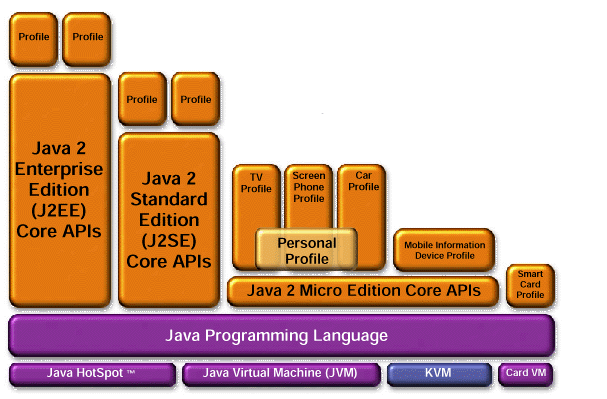 Profile
Profile
Profile
Profile
Java 2
Enterprise
Edition
(J2EE)
Core APIs
Java 2
Standard
Edition
(J2SE)
Core APIs
TV
Profile
Screen
Phone
Profile
Car
Profile
Personal
Profile
Mobile Information
Device Profile
Smart
Card
Profile
Java 2 Micro Edition Core APIs
Java Programming Language
Java HotSpot ™
Java Virtual Machine (JVM)
KVM
Card VM